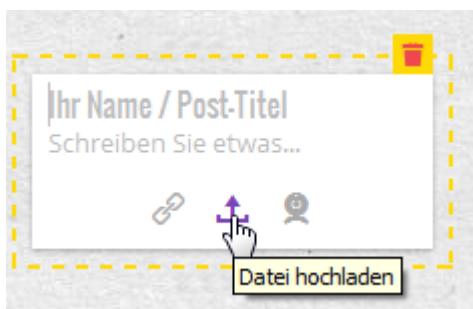 Ihr Name / Post-Titel
Schreiben Sie etwas...
Datei hochladen